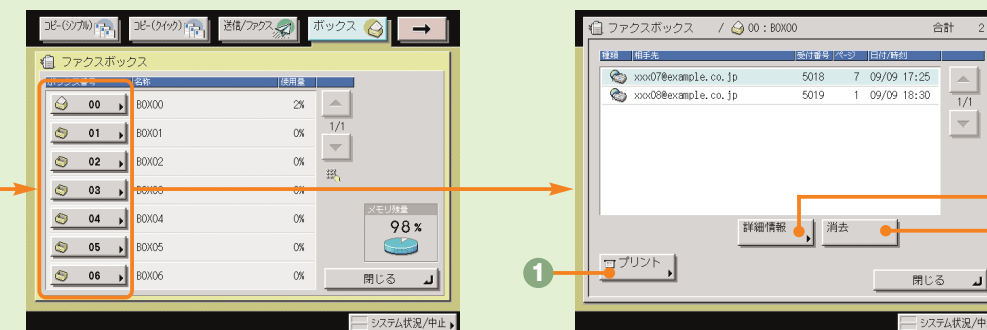 コピー(シンプル)
コピー(クイック)
送信/ファクス
ボックス
ファクスボックス
ボックス番号 名称 使用量
00 BOX00 2%
01 BOX01 0%
02 BOX02 0%
03 BOX03 0%
04 BOX04 0%
05 BOX05 0%
06 BOX06 0%
1/1
メモリ残量
98%
閉じる
システム状況/中止
ファクスボックス / 00 : BOX00 合計 2
種類 相手先 受付番号 ページ 日付/時刻
xxx07@example.co.jp 5018 7 09/09 17:25
xxx08@example.co.jp 5019 1 09/09 18:30
1/1
詳細情報
消去
1
プリント
閉じる
システム状況/中